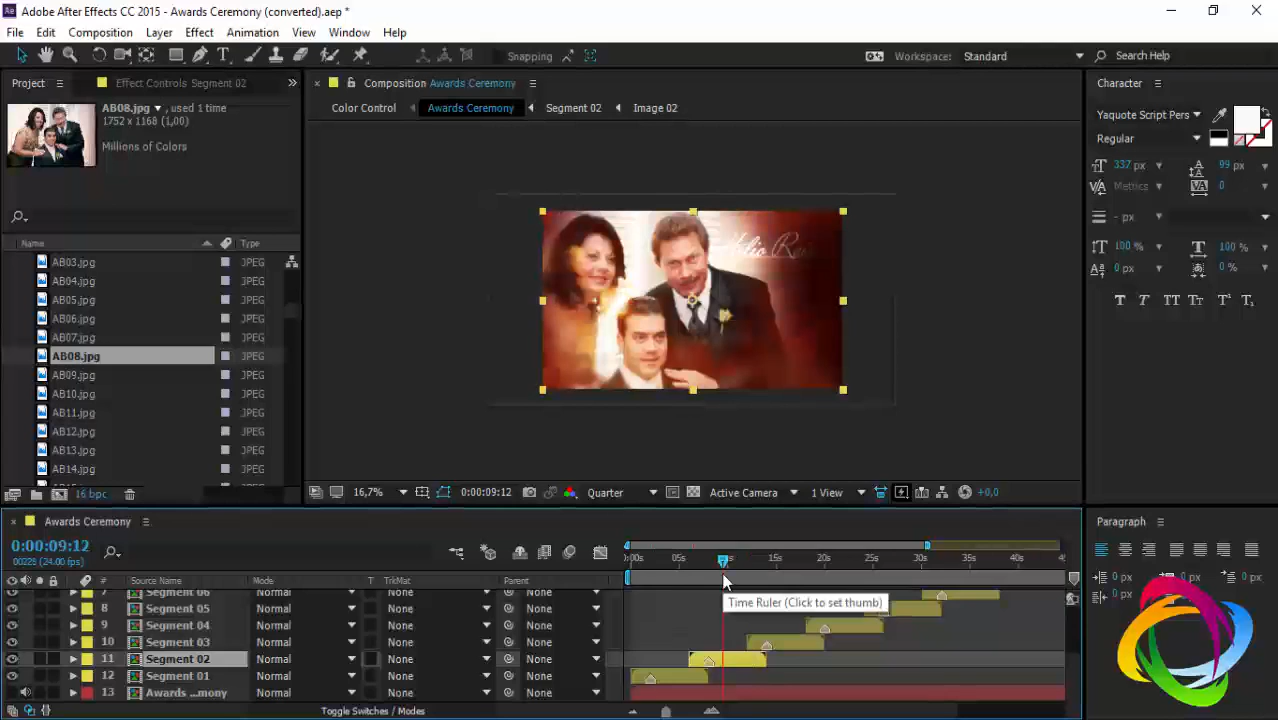 Adobe After Effects CC 2015 - Awards Ceremony (converted).aep *
File Edit Composition Layer Effect Animation View Window Help
Snapping Workspace: Standard Search Help
Project Effect Controls Segment 02
Composition Awards Ceremony
Character
AB08.jpg , used 1 time
1752 x 1168 (1,00)
Millions of Colors
Color Control Awards Ceremony Segment 02 Image 02
Yaquote Script Pers
Regular
337 px 99 px
Metrics 0
- px
100 % 100 %
0 px 0 %
Name Type
AB03.jpg JPEG
AB04.jpg JPEG
AB05.jpg JPEG
AB06.jpg JPEG
AB07.jpg JPEG
AB08.jpg JPEG
AB09.jpg JPEG
AB10.jpg JPEG
AB11.jpg JPEG
AB12.jpg JPEG
AB13.jpg JPEG
AB14.jpg JPEG
16 bpc
16,7% 0:00:09:12 Quarter Active Camera 1 View +0,0
Awards Ceremony
Paragraph
0:00:09:12
00228 (24.00 fps)
0:00s 05s 15s 20s 25s 30s 35s 40s
0 px 0 px 0 px
0 px 0 px
# Source Name Mode T TrkMat Parent
7 Segment 06 Normal None None
8 Segment 05 Normal None None
9 Segment 04 Normal None None
10 Segment 03 Normal None None
11 Segment 02 Normal None None
12 Segment 01 Normal None None
13 Awards ...mony Normal None None
Time Ruler (Click to set thumb)
Toggle Switches / Modes